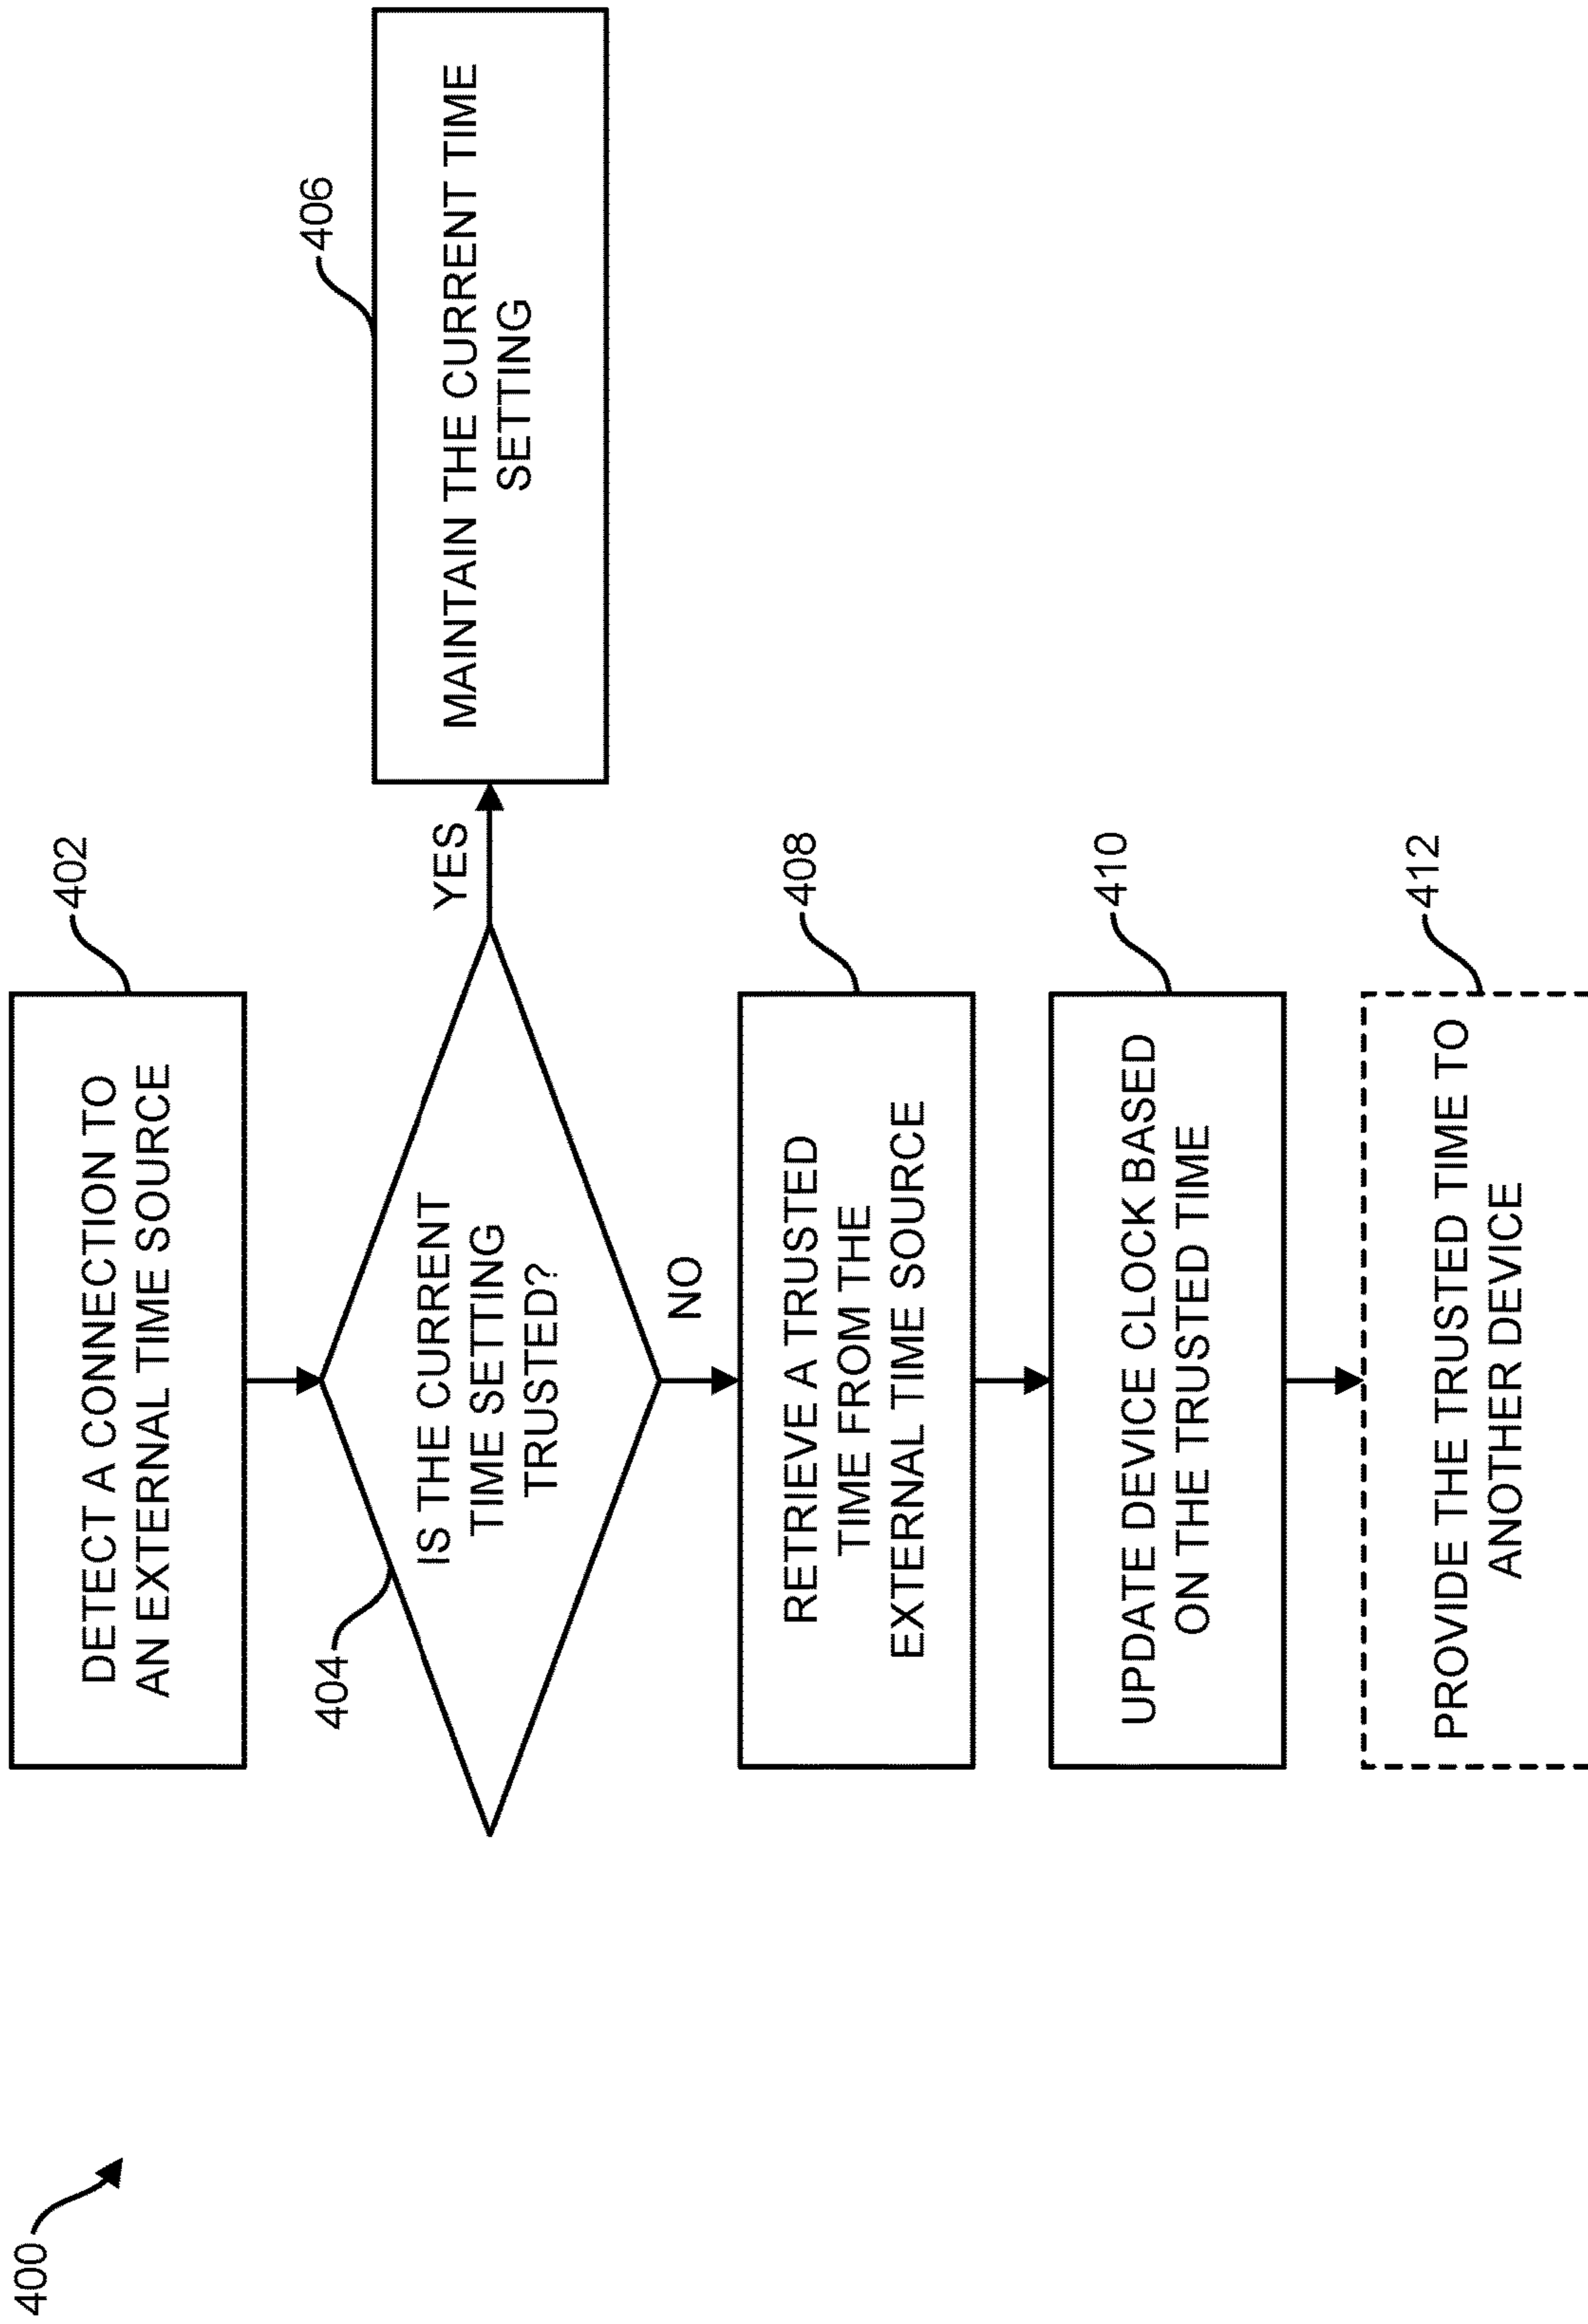 400
402
DETECT A CONNECTION TO
AN EXTERNAL TIME SOURCE
404
IS THE CURRENT
TIME SETTING
TRUSTED?
YES
406
MAINTAIN THE CURRENT TIME
SETTING
NO
408
RETRIEVE A TRUSTED
TIME FROM THE
EXTERNAL TIME SOURCE
410
UPDATE DEVICE CLOCK BASED
ON THE TRUSTED TIME
412
PROVIDE THE TRUSTED TIME TO
ANOTHER DEVICE